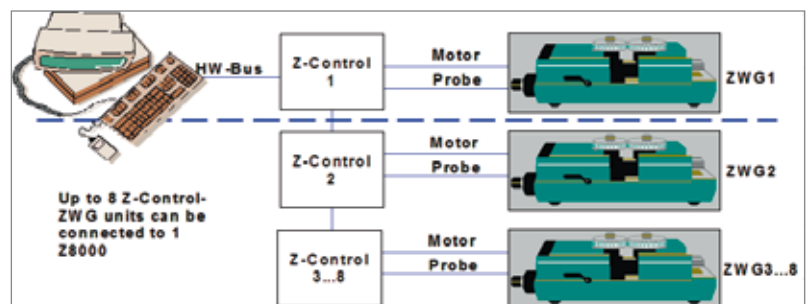 HW-Bus
Z-Control
1
Motor
Probe
ZWG1
Z-Control
2
Motor
Probe
ZWG2
Up to 8 Z-Control-
ZWG units can be
connected to 1
Z8000
Z-Control
3...8
Motor
Probe
ZWG3...8